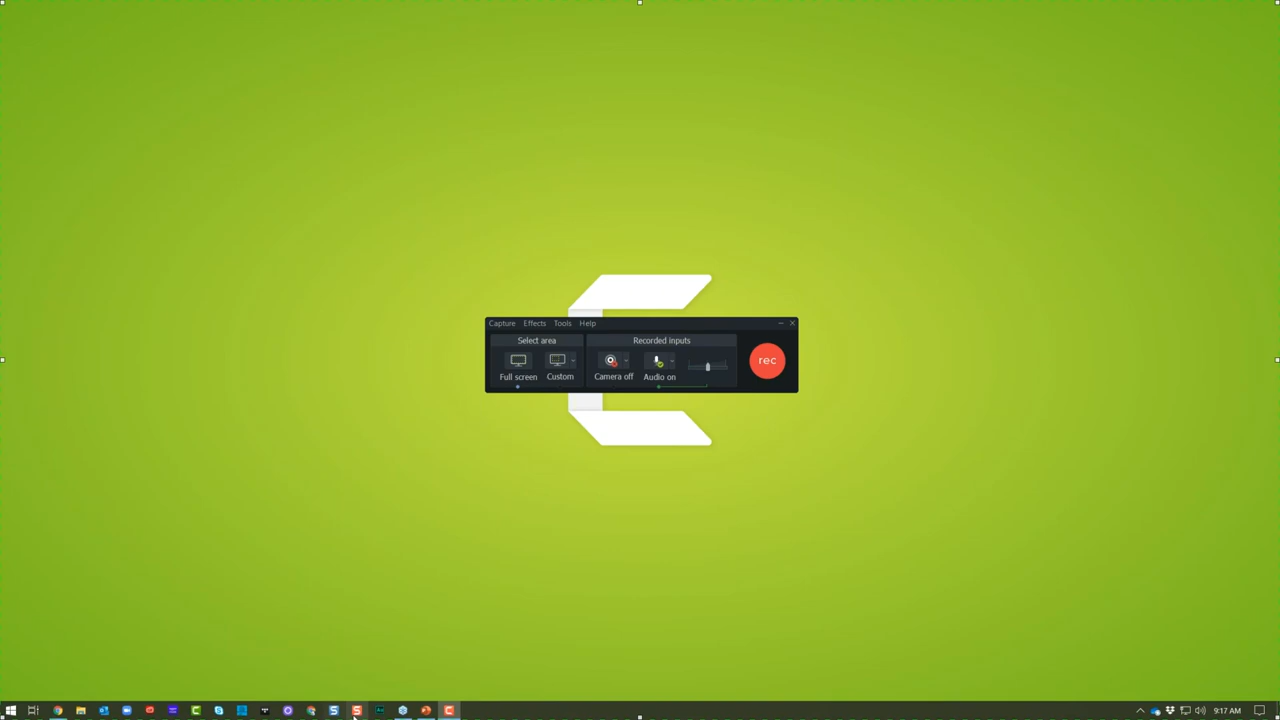 Capture Effects Tools Help
Select area
Recorded inputs
Full screen
Custom
Camera off
Audio on
rec
9:17 AM